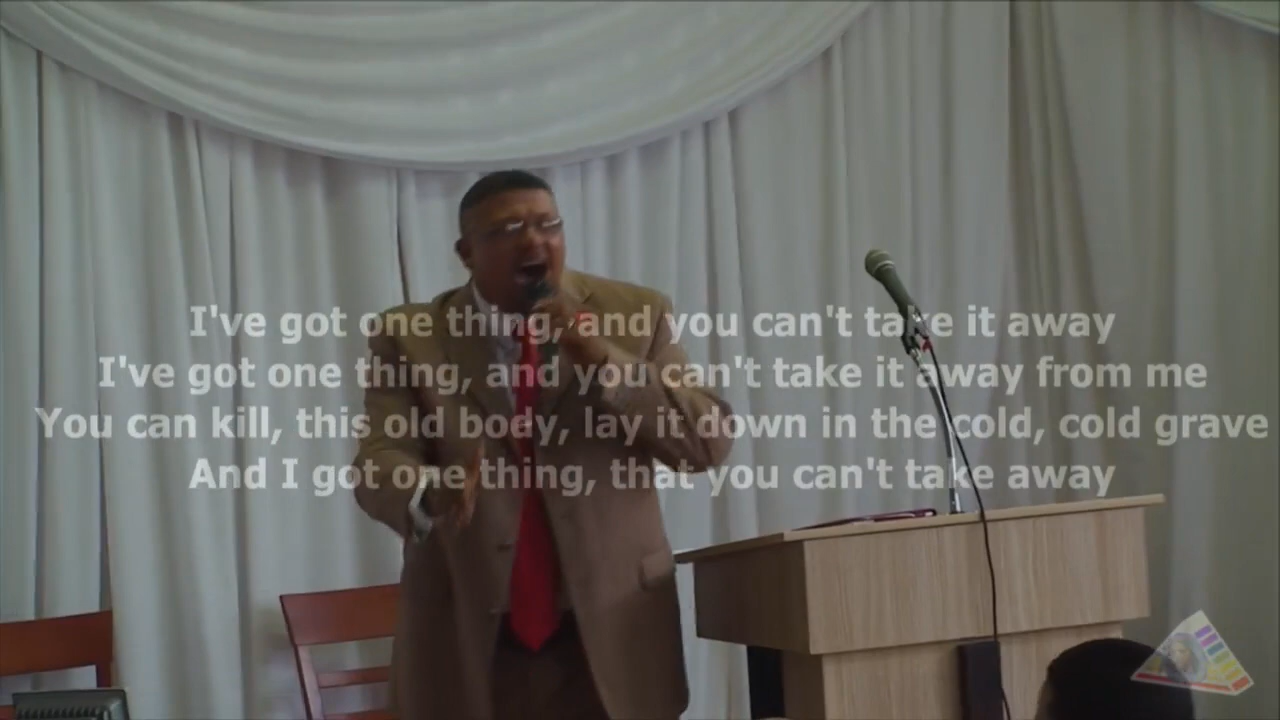 I've got one thing, and you can't take it away
I've got one thing, and you can't take it away from me
You can kill, this old body, lay it down in the cold, cold grave
And I got one thing, that you can't take away